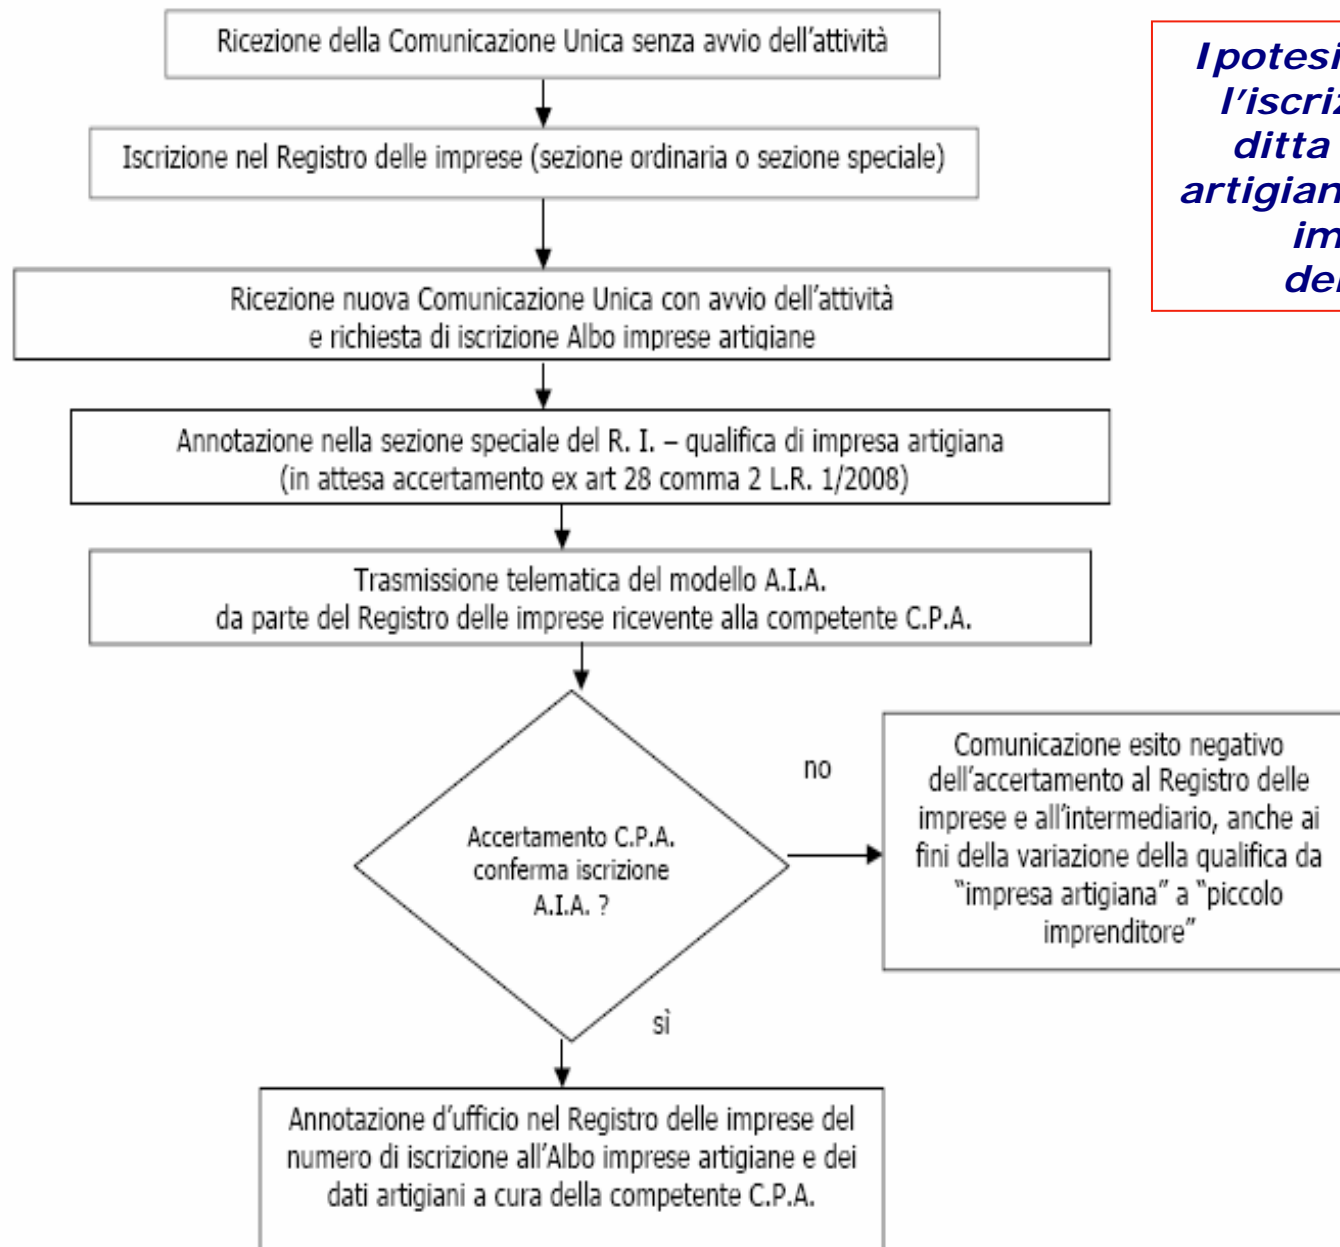 Ricezione della Comunicazione Unica senza avvio dell'attività
Ipotesi
l'iscriz
ditta
artigian
im
del
Iscrizione nel Registro delle imprese (sezione ordinaria o sezione speciale)
Ricezione nuova Comunicazione Unica con avvio dell'attività
e richiesta di iscrizione Albo imprese artigiane
Annotazione nella sezione speciale del R. I. – qualifica di impresa artigiana
(in attesa accertamento ex art 28 comma 2 L.R. 1/2008)
Trasmissione telematica del modello A.I.A.
da parte del Registro delle imprese ricevente alla competente C.P.A.
Accertamento C.P.A.
conferma iscrizione
A.I.A. ?
no
Comunicazione esito negativo
dell'accertamento al Registro delle
imprese e all'intermediario, anche ai
fini della variazione della qualifica da
"impresa artigiana" a "piccolo
imprenditore"
sì
Annotazione d'ufficio nel Registro delle imprese del
numero di iscrizione all'Albo imprese artigiane e dei
dati artigiani a cura della competente C.P.A.